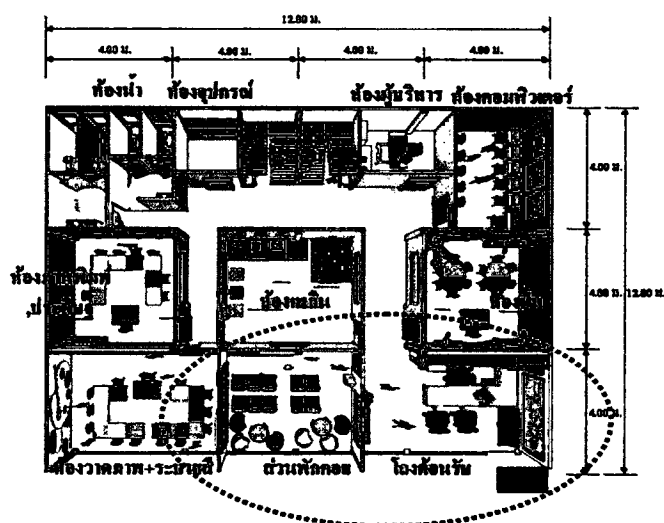 12.00 ม.
4.00 ม. 4.00 ม. 4.00 ม. 4.00 ม.
ห้องน้ำ ห้องอุปกรณ์ ห้องผู้บริหาร ห้องคอมพิวเตอร์
4.00 ม.
4.00 ม. 12.00 ม.
4.00 ม.
ห้องวาดภาพ+ระบายสี ส่วนพักคอย โถงต้อนรับ